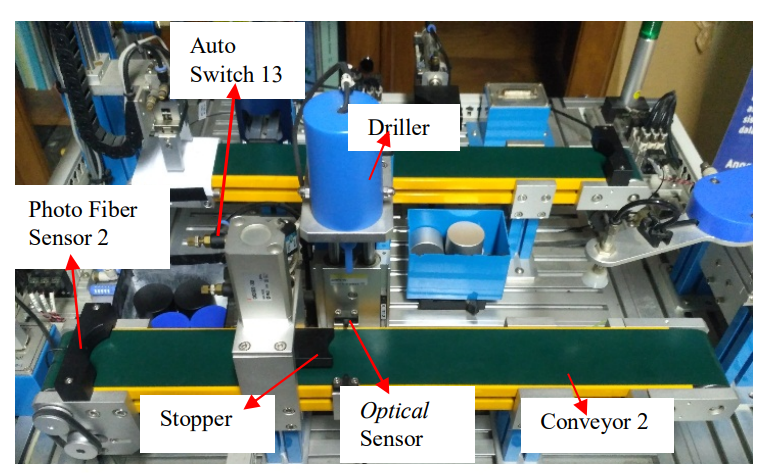 Auto
Switch 13
Driller
Photo Fiber
Sensor 2
Stopper
Optical
Sensor
Conveyor 2